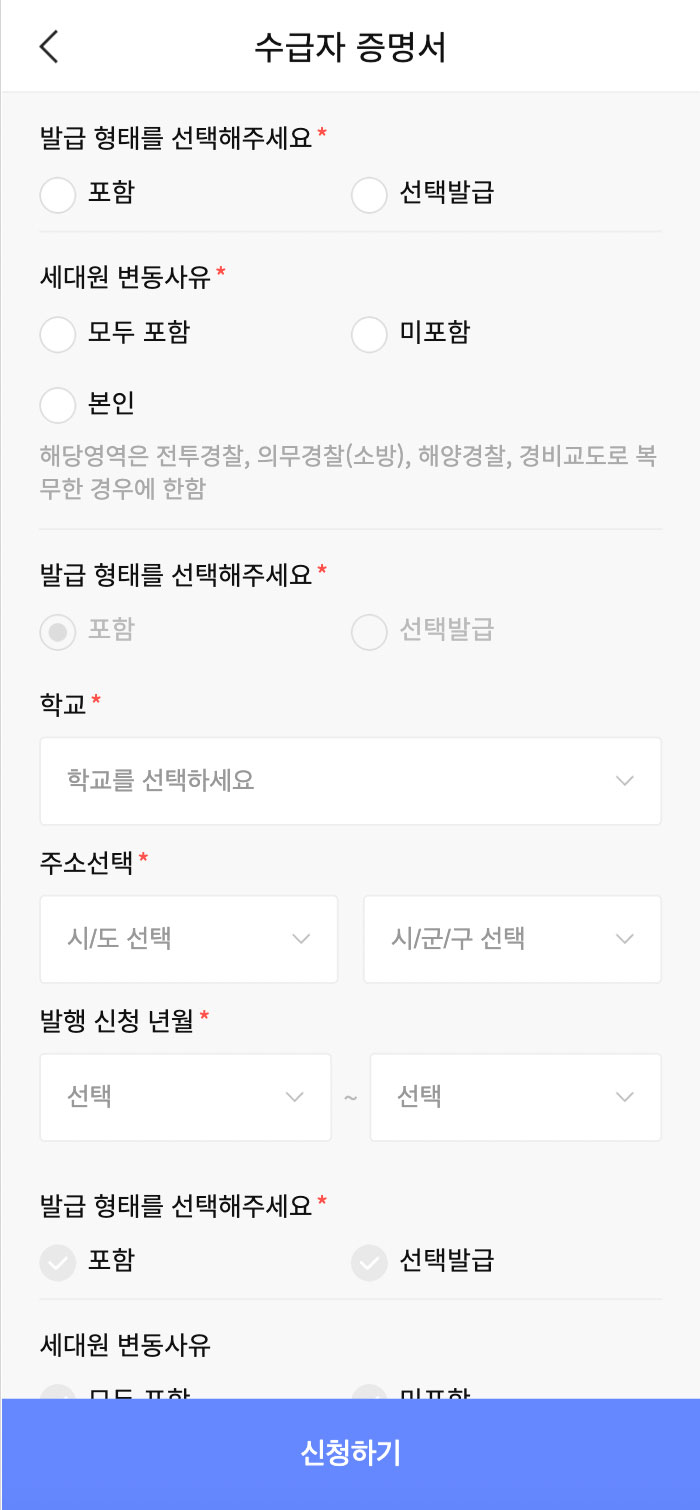 수급자 증명서
발급 형태를 선택해주세요 *
포함 선택발급
세대원 변동사유 *
모두 포함 미포함
본인
해당영역은 전투경찰, 의무경찰(소방), 해양경찰, 경비교도로 복
무한 경우에 한함
발급 형태를 선택해주세요 *
포함 선택발급
학교 *
학교를 선택하세요
주소선택 *
시/도 선택 시/군/구 선택
발행 신청 년월 *
선택 ~ 선택
발급 형태를 선택해주세요 *
포함 선택발급
세대원 변동사유
모두 포함 미포함
신청하기